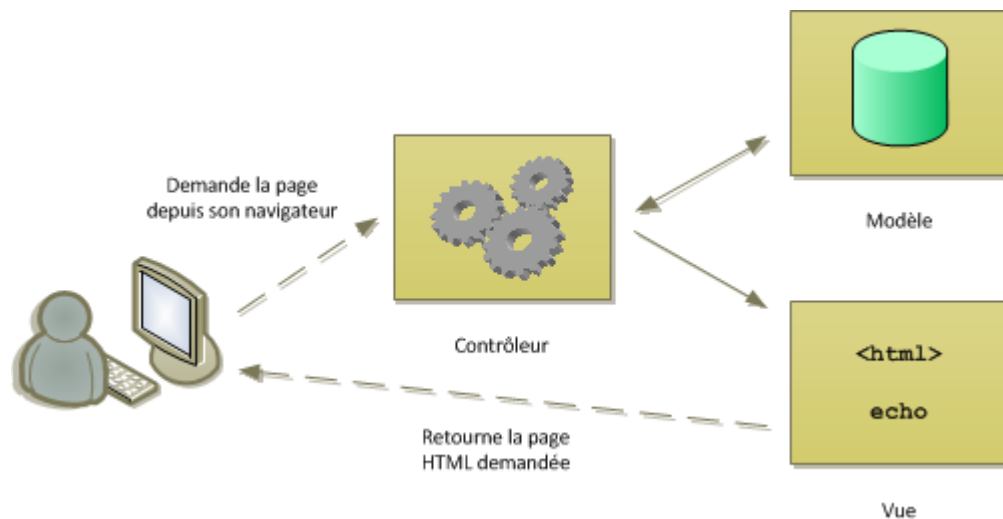 Demande la page
depuis son navigateur
Modèle
Contrôleur
<html>
echo
Retourne la page
HTML demandée
Vue